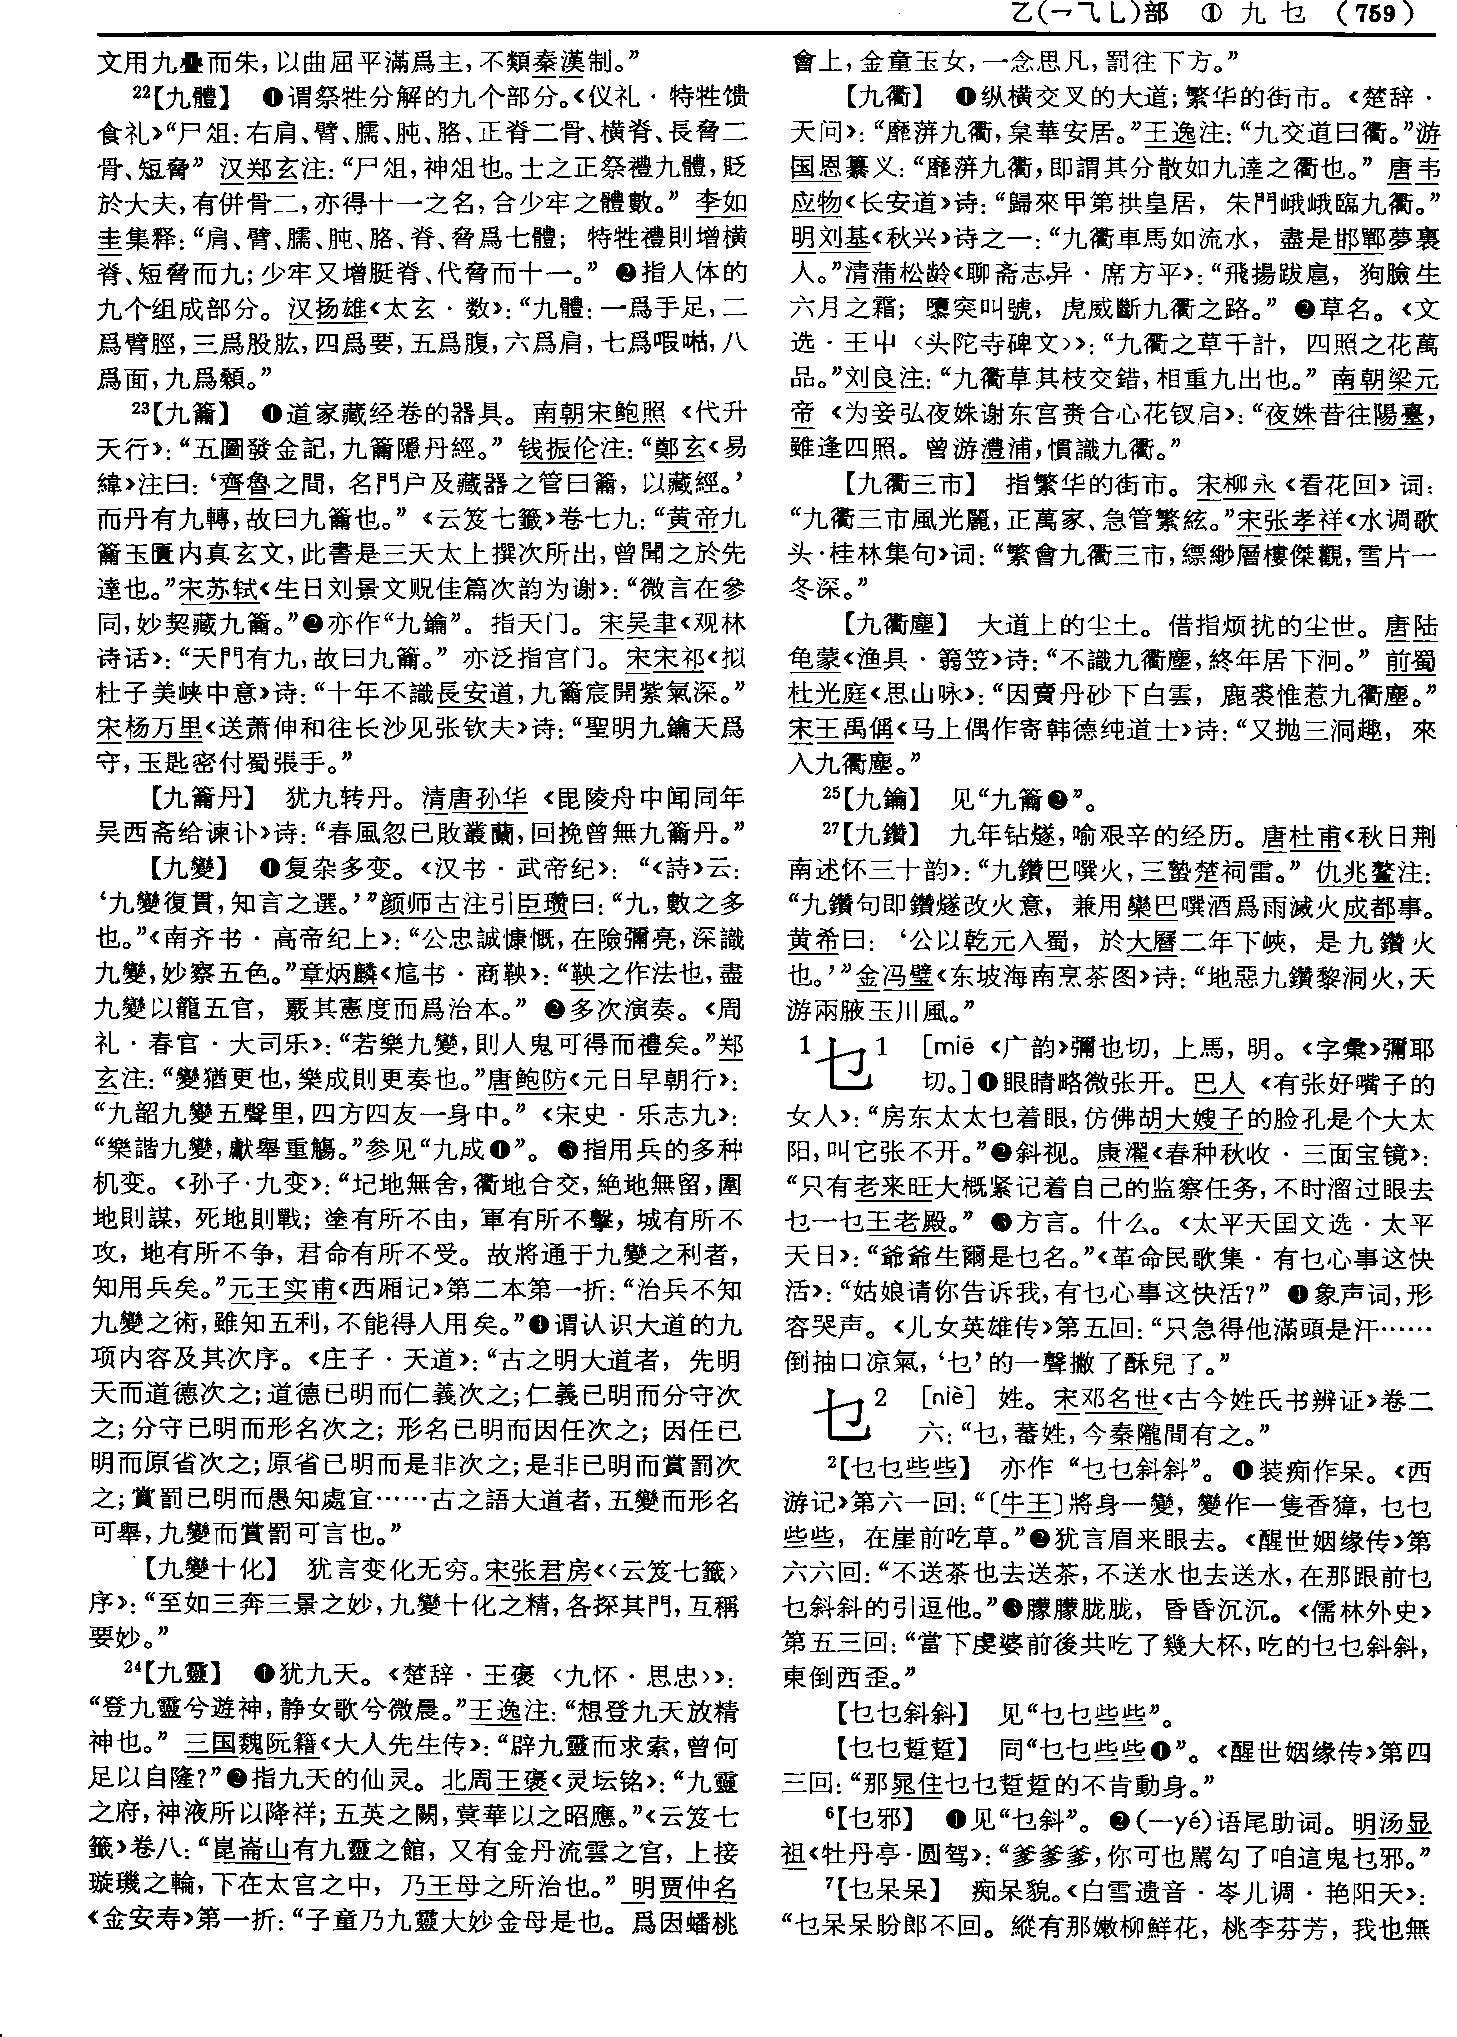 乙(乛⺄乚)部 ① 九 乜 (759)
文用九疊而朱，以曲屈平滿爲主，不類秦漢制。”
22【九體】 ❶谓祭牲分解的九个部分。《仪礼·特牲馈
食礼》“尸俎：右肩、臂、臑、肫、胳、正脊二骨、横脊、長脅二
骨、短脅” 汉郑玄注：“尸俎，神俎也。士之正祭禮九體，貶
於大夫，有併骨二，亦得十一之名，合少牢之體數。” 李如
圭集释：“肩、臂、臑、肫、胳、脊、脅爲七體；特牲禮則增横
脊、短脅而九；少牢又增脡脊、代脅而十一。” ❷指人体的
九个组成部分。汉扬雄《太玄·数》：“九體：一爲手足，二
爲臂脛，三爲股肱，四爲要，五爲腹，六爲肩，七爲㗇㖵，八
爲面，九爲顙。”
23【九籥】 ❶道家藏经卷的器具。南朝宋鲍照《代升
天行》：“五圖發金記，九籥隱丹經。” 钱振伦注：“鄭玄《易
緯》注曰：‘齊魯之間，名門户及藏器之管曰籥，以藏經。’
而丹有九轉，故曰九籥也。”《云笈七籤》卷七九：“黄帝九
籥玉匱内真玄文，此書是三天太上撰次所出，曾聞之於先
達也。”宋苏轼《生日刘景文贶佳篇次韵为谢》：“微言在參
同，妙契藏九籥。”❷亦作“九鑰”。指天门。宋吴聿《观林
诗话》：“天門有九，故曰九籥。” 亦泛指宫门。宋宋祁《拟
杜子美峡中意》诗：“十年不識長安道，九籥宸開紫氣深。”
宋杨万里《送萧伸和往长沙见张钦夫》诗：“聖明九鑰天爲
守，玉匙密付蜀張手。”
【九籥丹】 犹九转丹。清唐孙华《毘陵舟中闻同年
吴西斋给谏讣》诗：“春風忽已敗叢蘭，回挽曾無九籥丹。”
【九變】 ❶复杂多变。《汉书·武帝纪》：“《詩》云：
‘九變復貫，知言之選。’”颜师古注引臣瓒曰：“九，數之多
也。”《南齐书·高帝纪上》：“公忠誠慷慨，在險彌亮，深識
九變，妙察五色。”章炳麟《訄书·商鞅》：“鞅之作法也，盡
九變以籠五官，覈其憲度而爲治本。” ❷多次演奏。《周
礼·春官·大司乐》：“若樂九變，則人鬼可得而禮矣。”郑
玄注：“變猶更也，樂成則更奏也。”唐鲍防《元日早朝行》：
“九韶九變五聲里，四方四友一身中。”《宋史·乐志九》：
“樂諧九變，獻舉重觴。”参见“九成❶”。 ❸指用兵的多种
机变。《孙子·九变》：“圮地無舍，衢地合交，絶地無留，圍
地則謀，死地則戰；塗有所不由，軍有所不擊，城有所不
攻，地有所不争，君命有所不受。故將通于九變之利者，
知用兵矣。”元王实甫《西厢记》第二本第一折：“治兵不知
九變之術，雖知五利，不能得人用矣。”❹谓认识大道的九
项内容及其次序。《庄子·天道》：“古之明大道者，先明
天而道德次之；道德已明而仁義次之；仁義已明而分守次
之；分守已明而形名次之；形名已明而因任次之；因任已
明而原省次之；原省已明而是非次之；是非已明而賞罰次
之；賞罰已明而愚知處宜……古之語大道者，五變而形名
可舉，九變而賞罰可言也。”
【九變十化】 犹言变化无穷。宋张君房《〈云笈七籤〉
序》：“至如三奔三景之妙，九變十化之精，各探其門，互稱
要妙。”
24【九靈】 ❶犹九天。《楚辞·王褒〈九怀·思忠〉》：
“登九靈兮遊神，静女歌兮微晨。”王逸注：“想登九天放精
神也。” 三国魏阮籍《大人先生传》：“辟九靈而求索，曾何
足以自隆？”❷指九天的仙灵。北周王褒《灵坛铭》：“九靈
之府，神液所以降祥；五英之闕，蓂華以之昭應。”《云笈七
籤》卷八：“崑崙山有九靈之館，又有金丹流雲之宫，上接
璇璣之輪，下在太宫之中，乃王母之所治也。” 明贾仲名
《金安寿》第一折：“子童乃九靈大妙金母是也。爲因蟠桃
會上，金童玉女，一念思凡，罰往下方。”
【九衢】 ❶纵横交叉的大道；繁华的街市。《楚辞·
天问》：“靡蓱九衢，枲華安居。”王逸注：“九交道曰衢。”游
国恩纂义：“靡蓱九衢，即謂其分散如九達之衢也。” 唐韦
应物《长安道》诗：“歸來甲第拱皇居，朱門峨峨臨九衢。”
明刘基《秋兴》诗之一：“九衢車馬如流水，盡是邯鄲夢裏
人。”清蒲松龄《聊斋志异·席方平》：“飛揚跋扈，狗臉生
六月之霜；隳突叫號，虎威斷九衢之路。” ❷草名。《文
选·王屮〈头陀寺碑文〉》：“九衢之草千計，四照之花萬
品。”刘良注：“九衢草其枝交錯，相重九出也。” 南朝梁元
帝《为妾弘夜姝谢东宫赉合心花钗启》：“夜姝昔往陽臺，
雖逢四照。曾游澧浦，慣識九衢。”
【九衢三市】 指繁华的街市。宋柳永《看花回》词：
“九衢三市風光麗，正萬家、急管繁絃。”宋张孝祥《水调歌
头·桂林集句》词：“繁會九衢三市，縹緲層樓傑觀，雪片一
冬深。”
【九衢塵】 大道上的尘土。借指烦扰的尘世。唐陆
龟蒙《渔具·篛笠》诗：“不識九衢塵，終年居下泂。” 前蜀
杜光庭《思山咏》：“因賣丹砂下白雲，鹿裘惟惹九衢塵。”
宋王禹偁《马上偶作寄韩德纯道士》诗：“又抛三洞趣，來
入九衢塵。”
25【九鑰】 见“九籥❷”。
27【九鑽】 九年钻燧，喻艰辛的经历。唐杜甫《秋日荆
南述怀三十韵》：“九鑽巴噀火，三蟄楚祠雷。” 仇兆鳌注：
“九鑽句即鑽燧改火意，兼用欒巴噀酒爲雨滅火成都事。
黄希曰：‘公以乾元入蜀，於大曆二年下峽，是九鑽火
也。’”金冯璧《东坡海南烹茶图》诗：“地惡九鑽黎洞火，天
游兩腋玉川風。”
1 乜1 [miē 《广韵》彌也切，上馬，明。《字彙》彌耶
切。]❶眼睛略微张开。巴人《有张好嘴子的
女人》：“房东太太乜着眼，仿佛胡大嫂子的脸孔是个大太
阳，叫它张不开。”❷斜视。康濯《春种秋收·三面宝镜》：
“只有老来旺大概紧记着自己的监察任务，不时溜过眼去
乜一乜王老殿。” ❸方言。什么。《太平天囯文选·太平
天日》：“爺爺生爾是乜名。”《革命民歌集·有乜心事这快
活》：“姑娘请你告诉我，有乜心事这快活？” ❹象声词，形
容哭声。《儿女英雄传》第五回：“只急得他滿頭是汗……
倒抽口凉氣，‘乜’的一聲撇了酥兒了。”
乜2 [niè] 姓。宋邓名世《古今姓氏书辨证》卷二
六：“乜，蕃姓，今秦隴間有之。”
2【乜乜些些】 亦作“乜乜斜斜”。❶装痴作呆。《西
游记》第六一回：“〔牛王〕將身一變，變作一隻香獐，乜乜
些些，在崖前吃草。”❷犹言眉来眼去。《醒世姻缘传》第
六六回：“不送茶也去送茶，不送水也去送水，在那跟前乜
乜斜斜的引逗他。”❸朦朦胧胧，昏昏沉沉。《儒林外史》
第五三回：“當下虔婆前後共吃了幾大杯，吃的乜乜斜斜，
東倒西歪。”
【乜乜斜斜】 见“乜乜些些”。
【乜乜踅踅】 同“乜乜些些❶”。《醒世姻缘传》第四
三回：“那晁住乜乜踅踅的不肯動身。”
6【乜邪】 ❶见“乜斜”。❷(—yé)语尾助词。明汤显
祖《牡丹亭·圆驾》：“爹爹爹，你可也駡勾了咱這鬼乜邪。”
7【乜呆呆】 痴呆貌。《白雪遗音·岑儿调·艳阳天》：
“乜呆呆盼郎不回。縱有那嫩柳鮮花，桃李芬芳，我也無